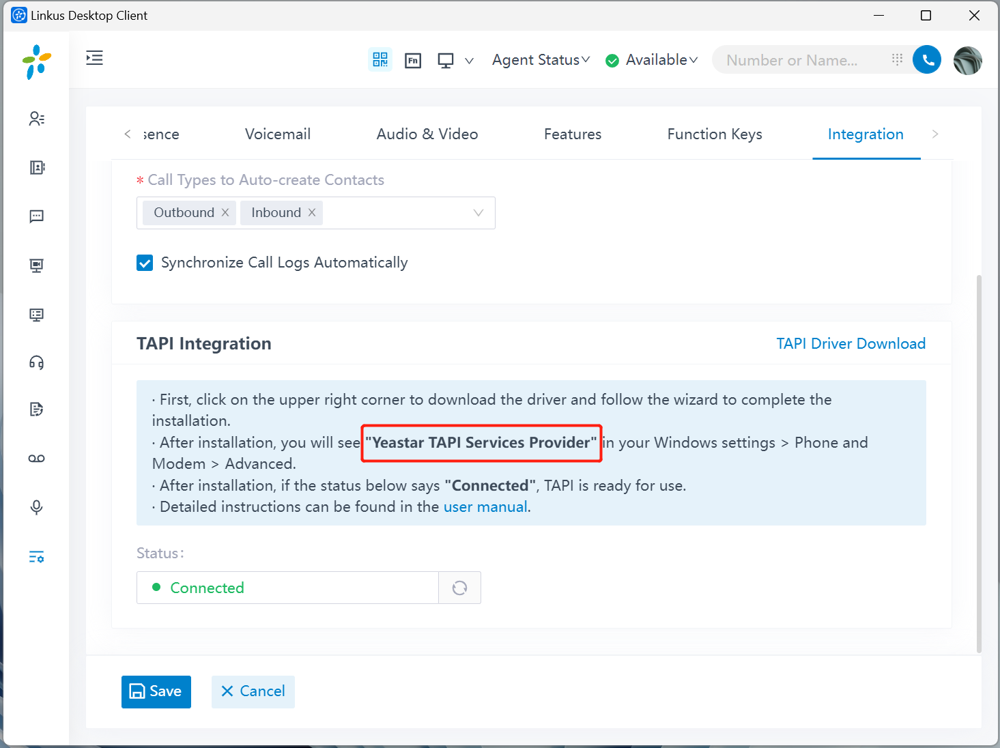 Linkus Desktop Client
Fn
Agent Status
Available
Number or Name...
sence
Voicemail
Audio & Video
Features
Function Keys
Integration
* Call Types to Auto-create Contacts
Outbound
Inbound
Synchronize Call Logs Automatically
TAPI Integration
TAPI Driver Download
· First, click on the upper right corner to download the driver and follow the wizard to complete the
installation.
· After installation, you will see "Yeastar TAPI Services Provider" in your Windows settings > Phone and
Modem > Advanced.
· After installation, if the status below says "Connected", TAPI is ready for use.
· Detailed instructions can be found in the user manual.
Status:
Connected
Save
Cancel